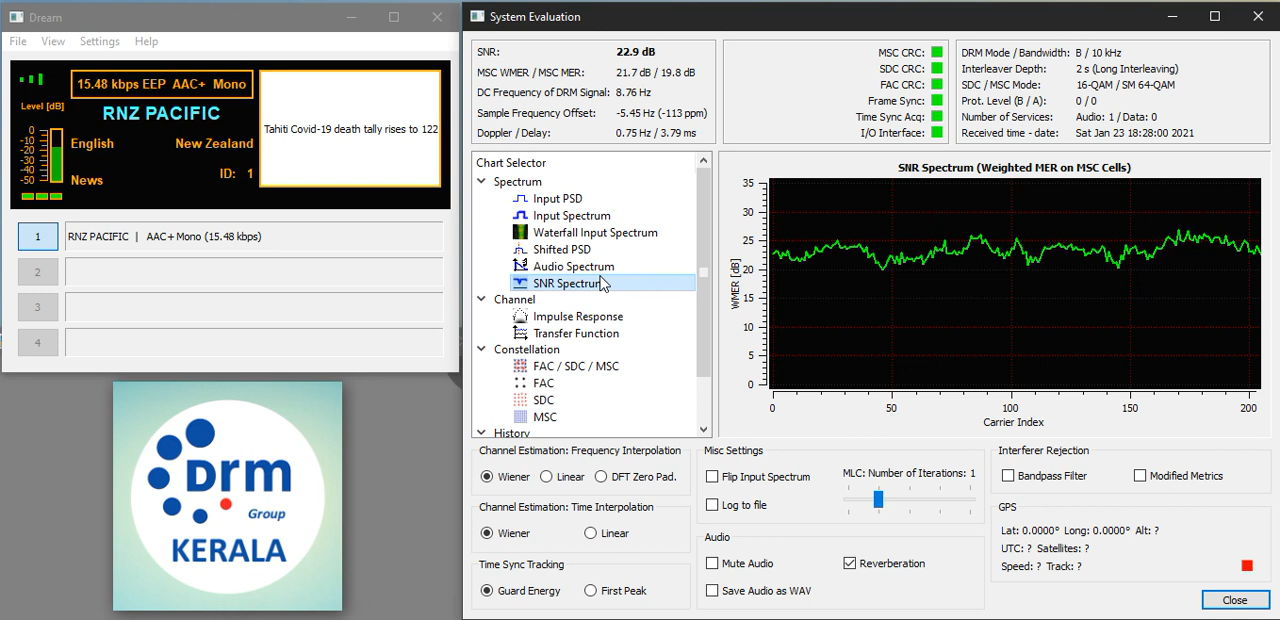 Dream
File View Settings Help
15.48 kbps EEP AAC+ Mono
Level [dB]
RNZ PACIFIC
0
-10
-20
-30
-40
-50
English New Zealand
News ID: 1
Tahiti Covid-19 death tally rises to 122
1 RNZ PACIFIC | AAC+ Mono (15.48 kbps)
2
3
4
Drm
Group
KERALA
System Evaluation
SNR: 22.9 dB
MSC WMER / MSC MER: 21.7 dB / 19.8 dB
DC Frequency of DRM Signal: 8.76 Hz
Sample Frequency Offset: -5.45 Hz (-113 ppm)
Doppler / Delay: 0.75 Hz / 3.79 ms
MSC CRC:
SDC CRC:
FAC CRC:
Frame Sync:
Time Sync Acq:
I/O Interface:
DRM Mode / Bandwidth: B / 10 kHz
Interleaver Depth: 2 s (Long Interleaving)
SDC / MSC Mode: 16-QAM / SM 64-QAM
Prot. Level (B / A): 0 / 0
Number of Services: Audio: 1 / Data: 0
Received time - date: Sat Jan 23 18:28:00 2021
Chart Selector
Spectrum
Input PSD
Input Spectrum
Waterfall Input Spectrum
Shifted PSD
Audio Spectrum
SNR Spectrum
Channel
Impulse Response
Transfer Function
Constellation
FAC / SDC / MSC
FAC
SDC
MSC
History
SNR Spectrum (Weighted MER on MSC Cells)
35
30
25
20
15
10
5
0
WMER [dB]
0 50 100 150 200
Carrier Index
Channel Estimation: Frequency Interpolation
Wiener Linear DFT Zero Pad.
Channel Estimation: Time Interpolation
Wiener Linear
Time Sync Tracking
Guard Energy First Peak
Misc Settings
Flip Input Spectrum
Log to file
MLC: Number of Iterations: 1
Audio
Mute Audio Reverberation
Save Audio as WAV
Interferer Rejection
Bandpass Filter Modified Metrics
GPS
Lat: 0.0000° Long: 0.0000° Alt: ?
UTC: ? Satellites: ?
Speed: ? Track: ?
Close